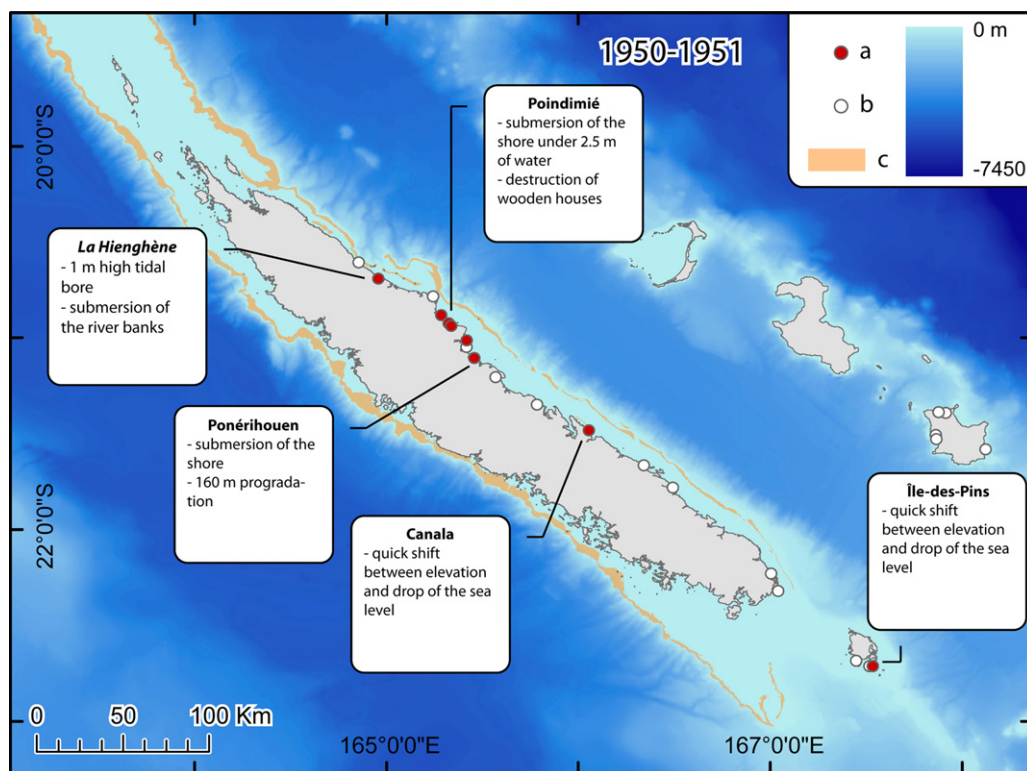 1950-1951
a
b
c
0 m
-7450
20°0'0"S
22°0'0"S
Poindimié
- submersion of the
shore under 2.5 m
of water
- destruction of
wooden houses
La Hienghène
- 1 m high tidal
bore
- submersion of
the river banks
Ponérihouen
- submersion of the
shore
- 160 m prograda-
tion
Canala
- quick shift
between elevation
and drop of the sea
level
Île-des-Pins
- quick shift
between elevation
and drop of the sea
level
0 50 100 Km
165°0'0"E
167°0'0"E